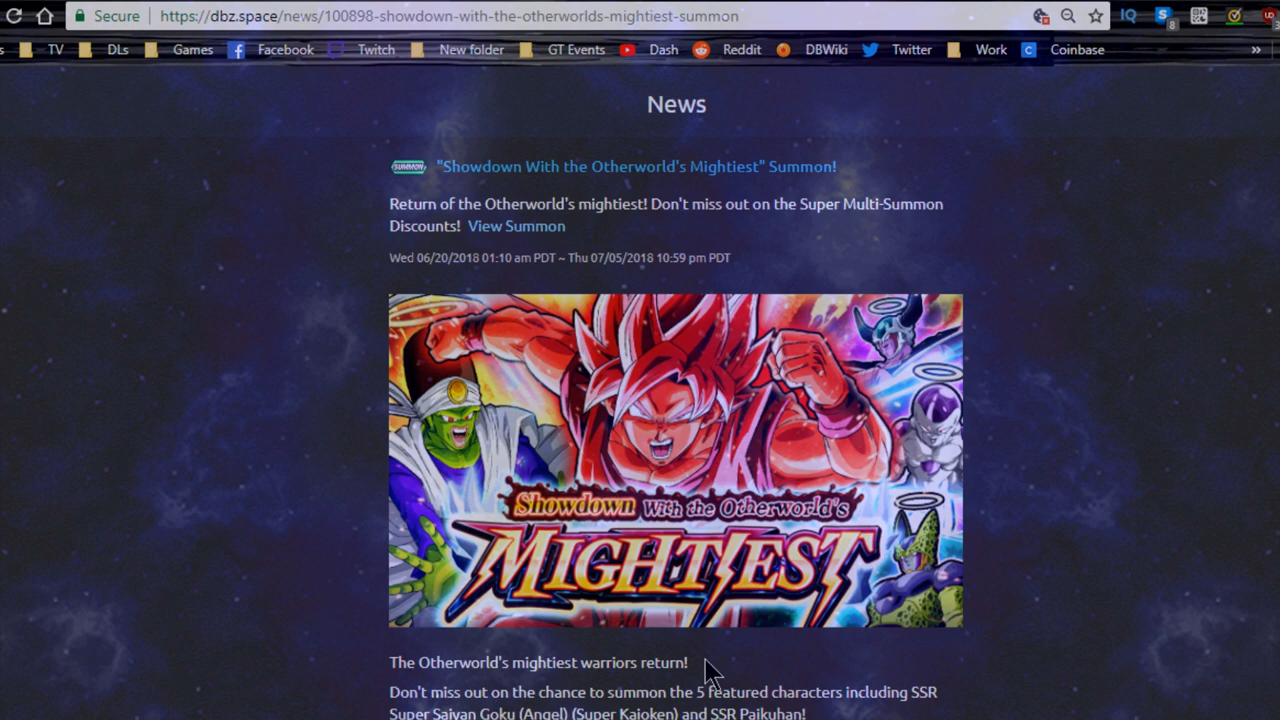 Secure https://dbz.space/news/100898-showdown-with-the-otherworlds-mightiest-summon
IQ S 8 UD 3
s TV DLs Games Facebook Twitch New folder GT Events Dash Reddit DBWiki Twitter Work C Coinbase »
News
SUMMON "Showdown With the Otherworld's Mightiest" Summon!
Return of the Otherworld's mightiest! Don't miss out on the Super Multi-Summon
Discounts! View Summon
Wed 06/20/2018 01:10 am PDT ~ Thu 07/05/2018 10:59 pm PDT
Showdown With the Otherworld's
MIGHTIEST
The Otherworld's mightiest warriors return!
Don't miss out on the chance to summon the 5 featured characters including SSR
Super Saiyan Goku (Angel) (Super Kaioken) and SSR Paikuhan!